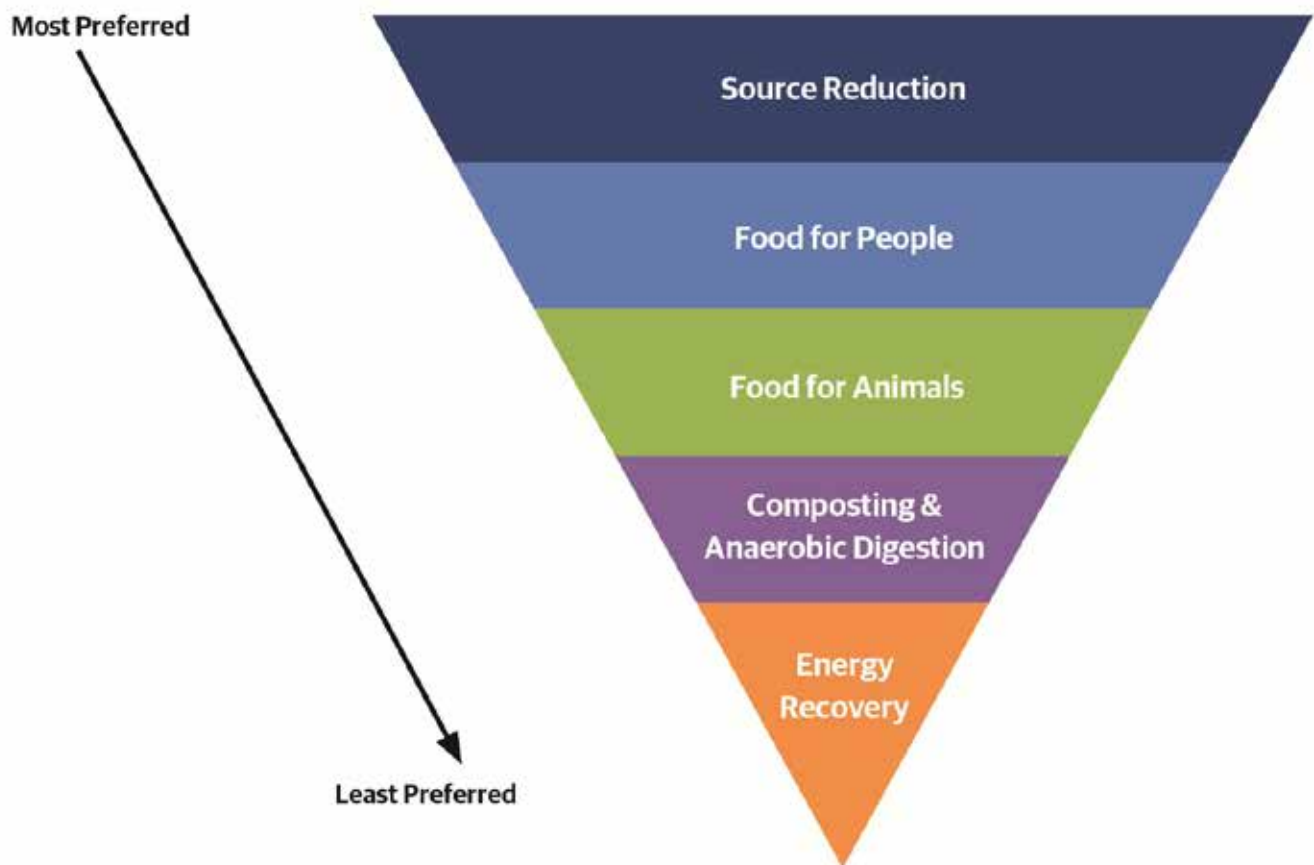 Most Preferred
Source Reduction
Food for People
Food for Animals
Composting &
Anaerobic Digestion
Energy
Recovery
Least Preferred